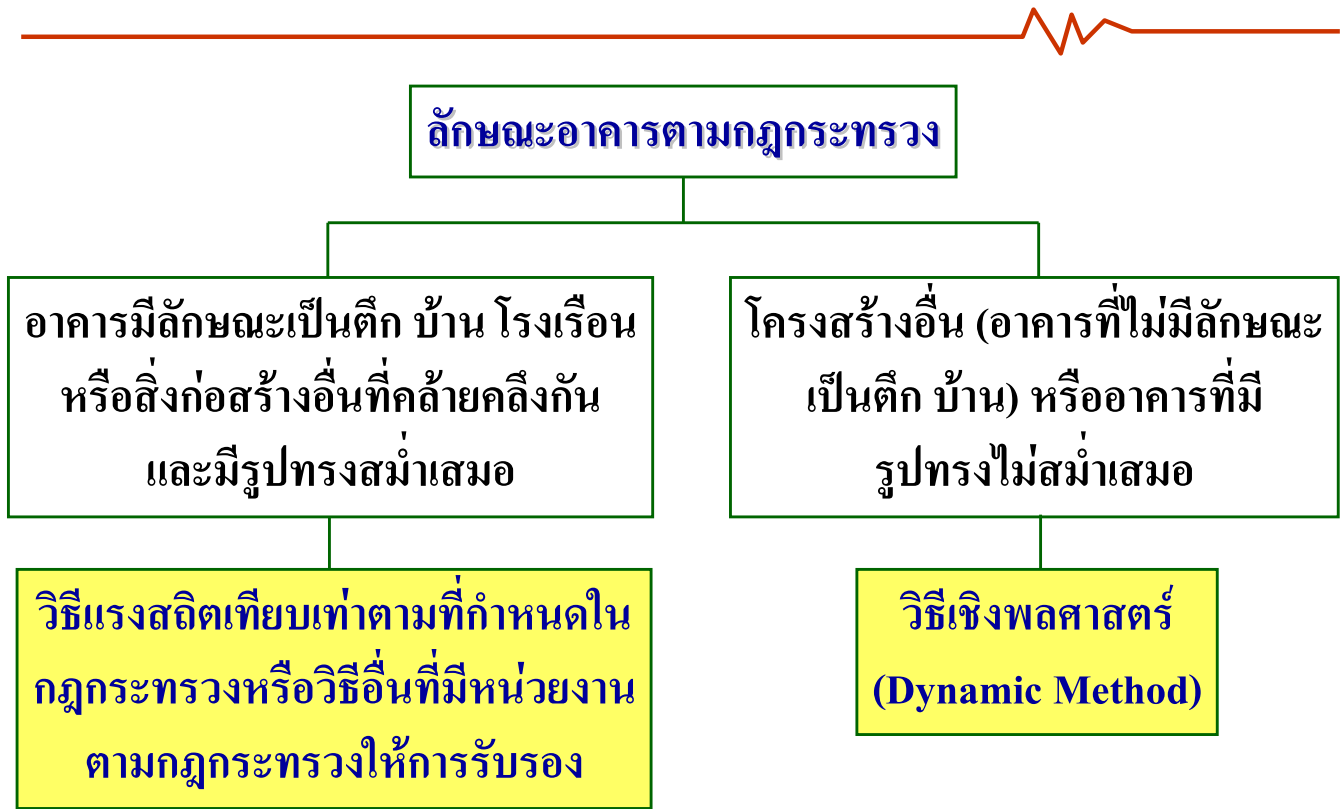 ลักษณะอาคารตามกฎกระทรวง
อาคารมีลักษณะเป็นตึก บ้าน โรงเรือน
หรือสิ่งก่อสร้างอื่นที่คล้ายคลึงกัน
และมีรูปทรงสม่ำเสมอ
โครงสร้างอื่น (อาคารที่ไม่มีลักษณะ
เป็นตึก บ้าน) หรืออาคารที่มี
รูปทรงไม่สม่ำเสมอ
วิธีแรงสถิตเทียบเท่าตามที่กำหนดใน
กฎกระทรวงหรือวิธีอื่นที่มีหน่วยงาน
ตามกฎกระทรวงให้การรับรอง
วิธีเชิงพลศาสตร์
(Dynamic Method)